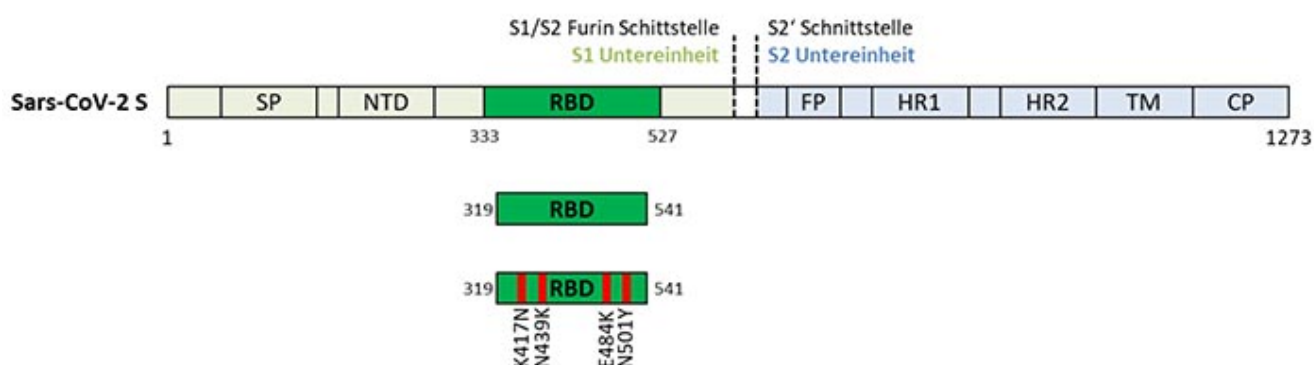 S1/S2 Furin Schittstelle
S2‘ Schnittstelle
S1 Untereinheit
S2 Untereinheit
Sars-CoV-2 S
SP
NTD
RBD
FP
HR1
HR2
TM
CP
1
333
527
1273
319
RBD
541
319
RBD
541
K417N
N439K
E484K
N501Y